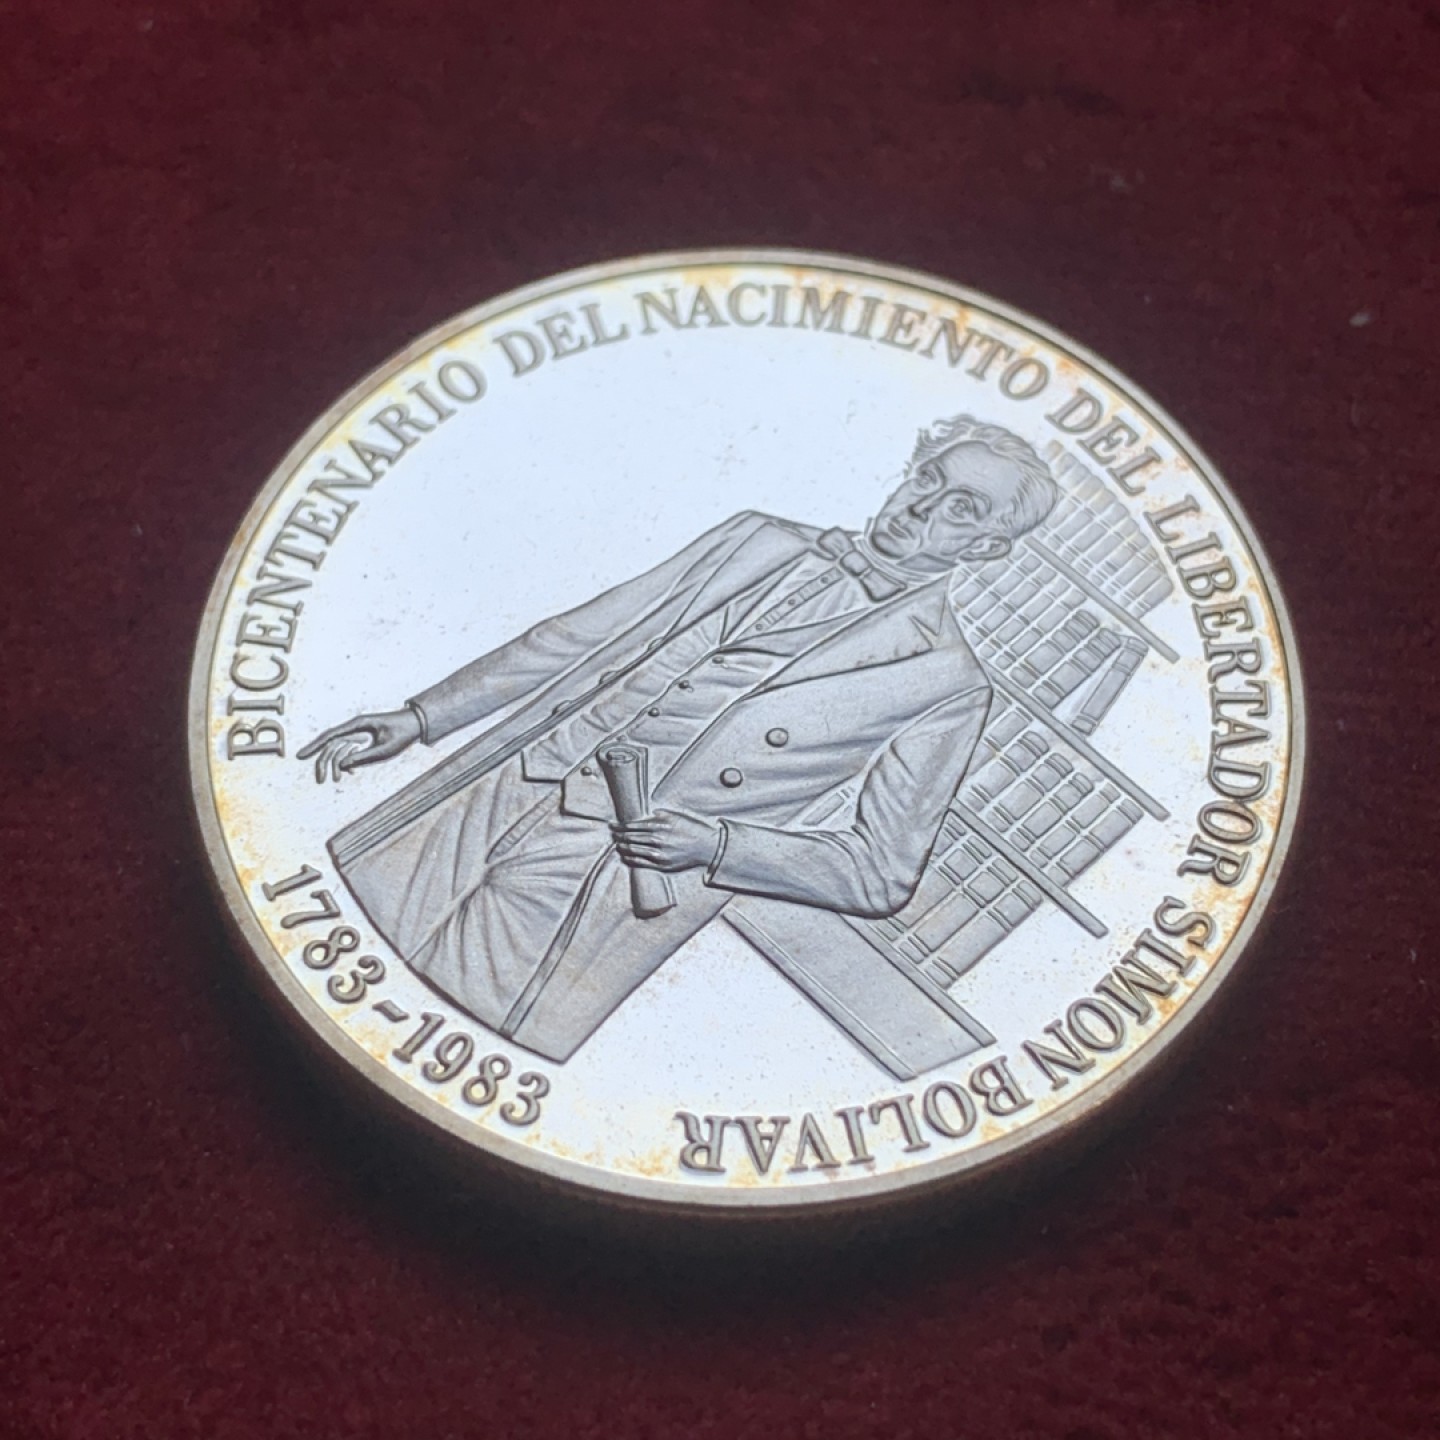 BICENTENARIO DEL NACIMIENTO DEL LIBERTADOR SIMON BOLIVAR
1783-1983